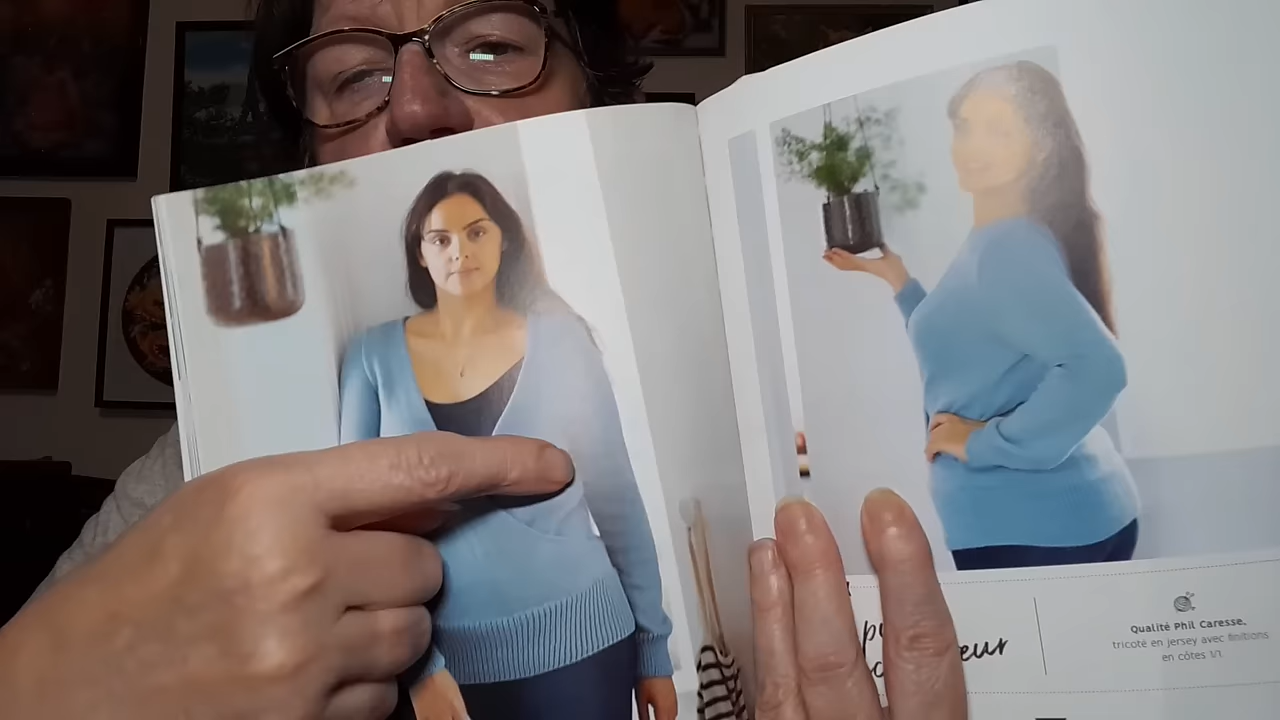 Qualité Phil Caresse,
tricoté en jersey avec finitions
en côtes 1/1